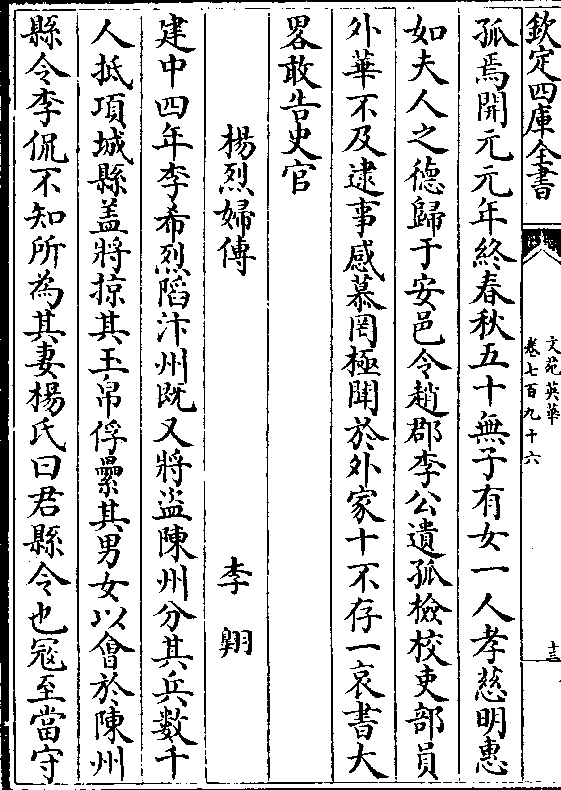 欽定四庫全書
文苑英華
卷七百九十六
十三
孤焉開元元年終春秋五十無子有女一人孝慈明惠
如夫人之德歸于安邑令趙郡李公遺孤檢校吏部員
外華不及逮事感慕罔極聞於外家十不存一哀書大
畧敢告史官
楊烈婦傳 李翺
建中四年李希烈䧟汴州既又將盜陳州分其兵數千
人抵項城縣盖將掠其玉帛俘纍其男女以㑹於陳州
縣令李侃不知所為其妻楊氏曰君縣令也冦至當守